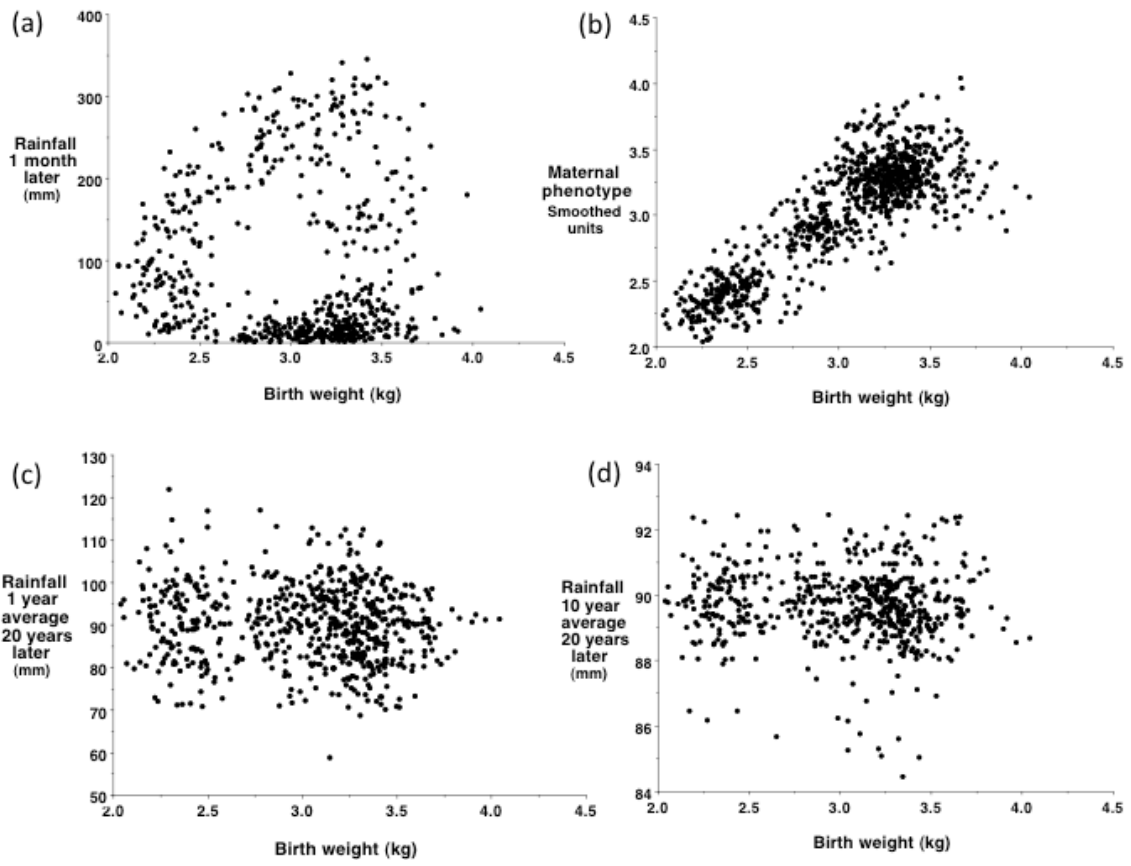 (a)
400
300
200
100
0
Rainfall
1 month
later
(mm)
2.0 2.5 3.0 3.5 4.0 4.5
Birth weight (kg)
(b)
4.5
4.0
3.5
3.0
2.5
2.0
Maternal
phenotype
Smoothed
units
2.0 2.5 3.0 3.5 4.0 4.5
Birth weight (kg)
(c)
130
120
110
100
90
80
70
60
50
Rainfall
1 year
average
20 years
later
(mm)
2.0 2.5 3.0 3.5 4.0 4.5
Birth weight (kg)
(d)
94
92
90
88
86
84
Rainfall
10 year
average
20 years
later
(mm)
2.0 2.5 3.0 3.5 4.0 4.5
Birth weight (kg)